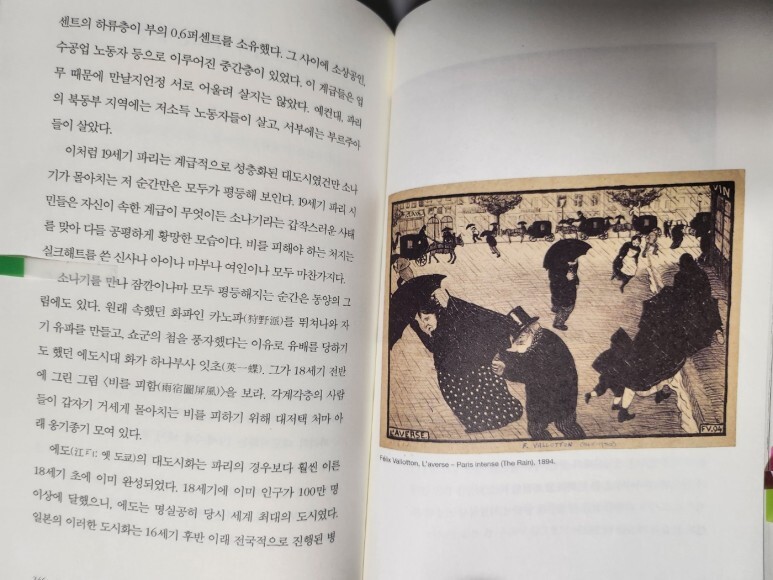 센트의 하류층이 부의 0.6퍼센트를 소유했다. 그 사이에 소상공인,
수공업 노동자 등으로 이루어진 중간층이 있었다. 이 계급들은 업
무 때문에 만날지언정 서로 어울려 살지는 않았다. 예컨대, 파리
의 북동부 지역에는 저소득 노동자들이 살고, 서부에는 부르주아
들이 살았다.
이처럼 19세기 파리는 계급적으로 성층화된 대도시였건만 소나
기가 몰아치는 저 순간만은 모두가 평등해 보인다. 19세기 파리 시
민들은 자신이 속한 계급이 무엇이든 소나기라는 갑작스러운 사태
를 맞아 다들 공평하게 황망한 모습이다. 비를 피해야 하는 처지는
실크해트를 쓴 신사나 아이나 마부나 여인이나 모두 마찬가지다.
소나기를 만나 잠깐이나마 모두 평등해지는 순간은 동양의 그
림에도 있다. 원래 속했던 화파인 카노파(狩野派)를 뛰쳐나와 자
기 유파를 만들고, 쇼군의 첩을 풍자했다는 이유로 유배를 당하기
도 했던 에도시대 화가 하나부사 잇초(英一蝶). 그가 18세기 전반
에 그린 그림 〈비를 피함(雨宿圖屛風)〉을 보라. 각계각층의 사람
들이 갑자기 거세게 몰아치는 비를 피하기 위해 대저택 처마 아
래 옹기종기 모여 있다.
에도(江戶: 옛 도쿄)의 대도시화는 파리의 경우보다 훨씬 이른
18세기 초에 이미 완성되었다. 18세기에 이미 인구가 100만 명
이상에 달했으니, 에도는 명실공히 당시 세계 최대의 도시였다.
일본의 이러한 도시화는 16세기 후반 이래 전국적으로 진행된 병
VIN
L'AVERSE.
F. VALLOTTON
Félix Vallotton, L'averse – Paris intense (The Rain), 1894.